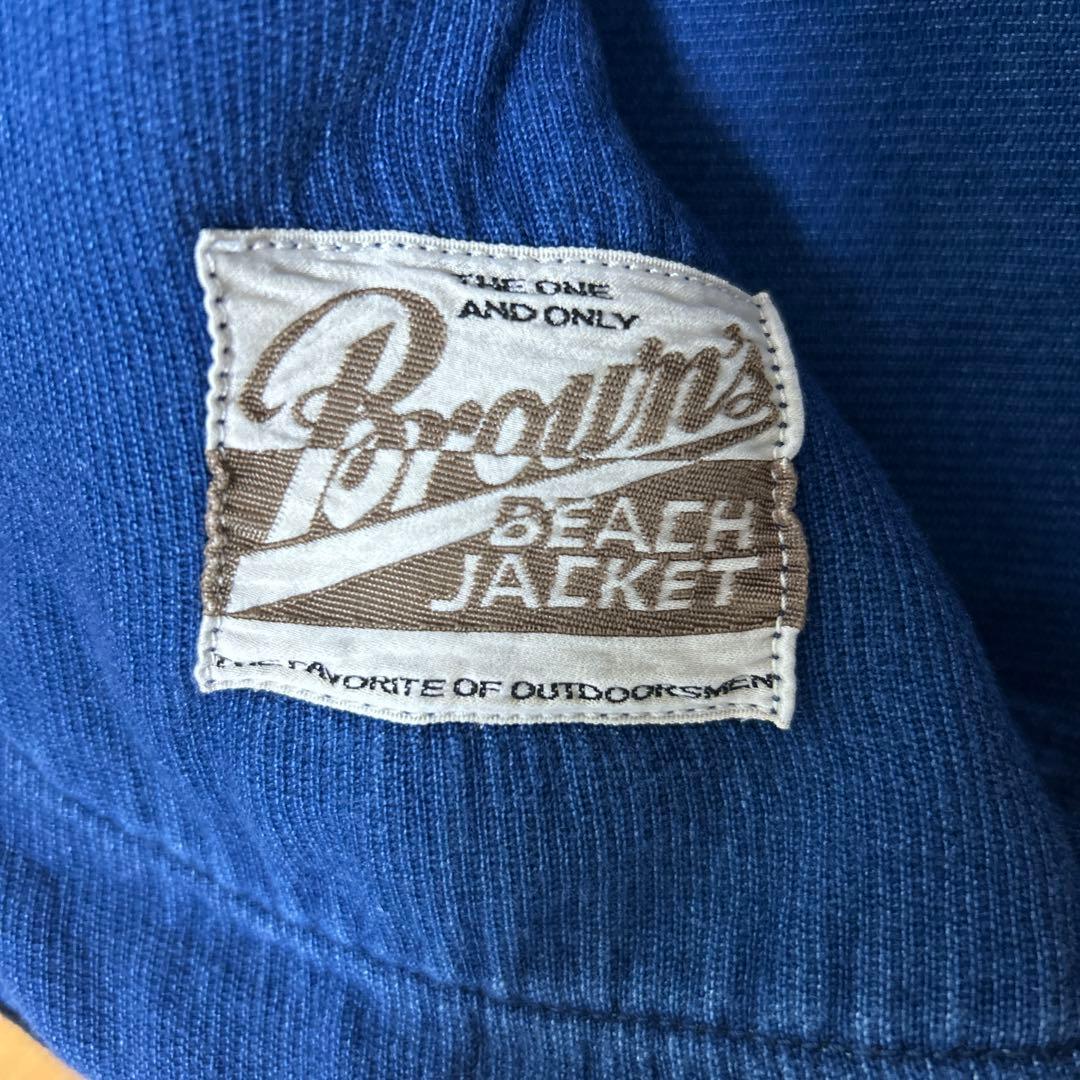 THE ONE
AND ONLY
Brown's
BEACH
JACKET
THE FAVORITE OF OUTDOORSMEN